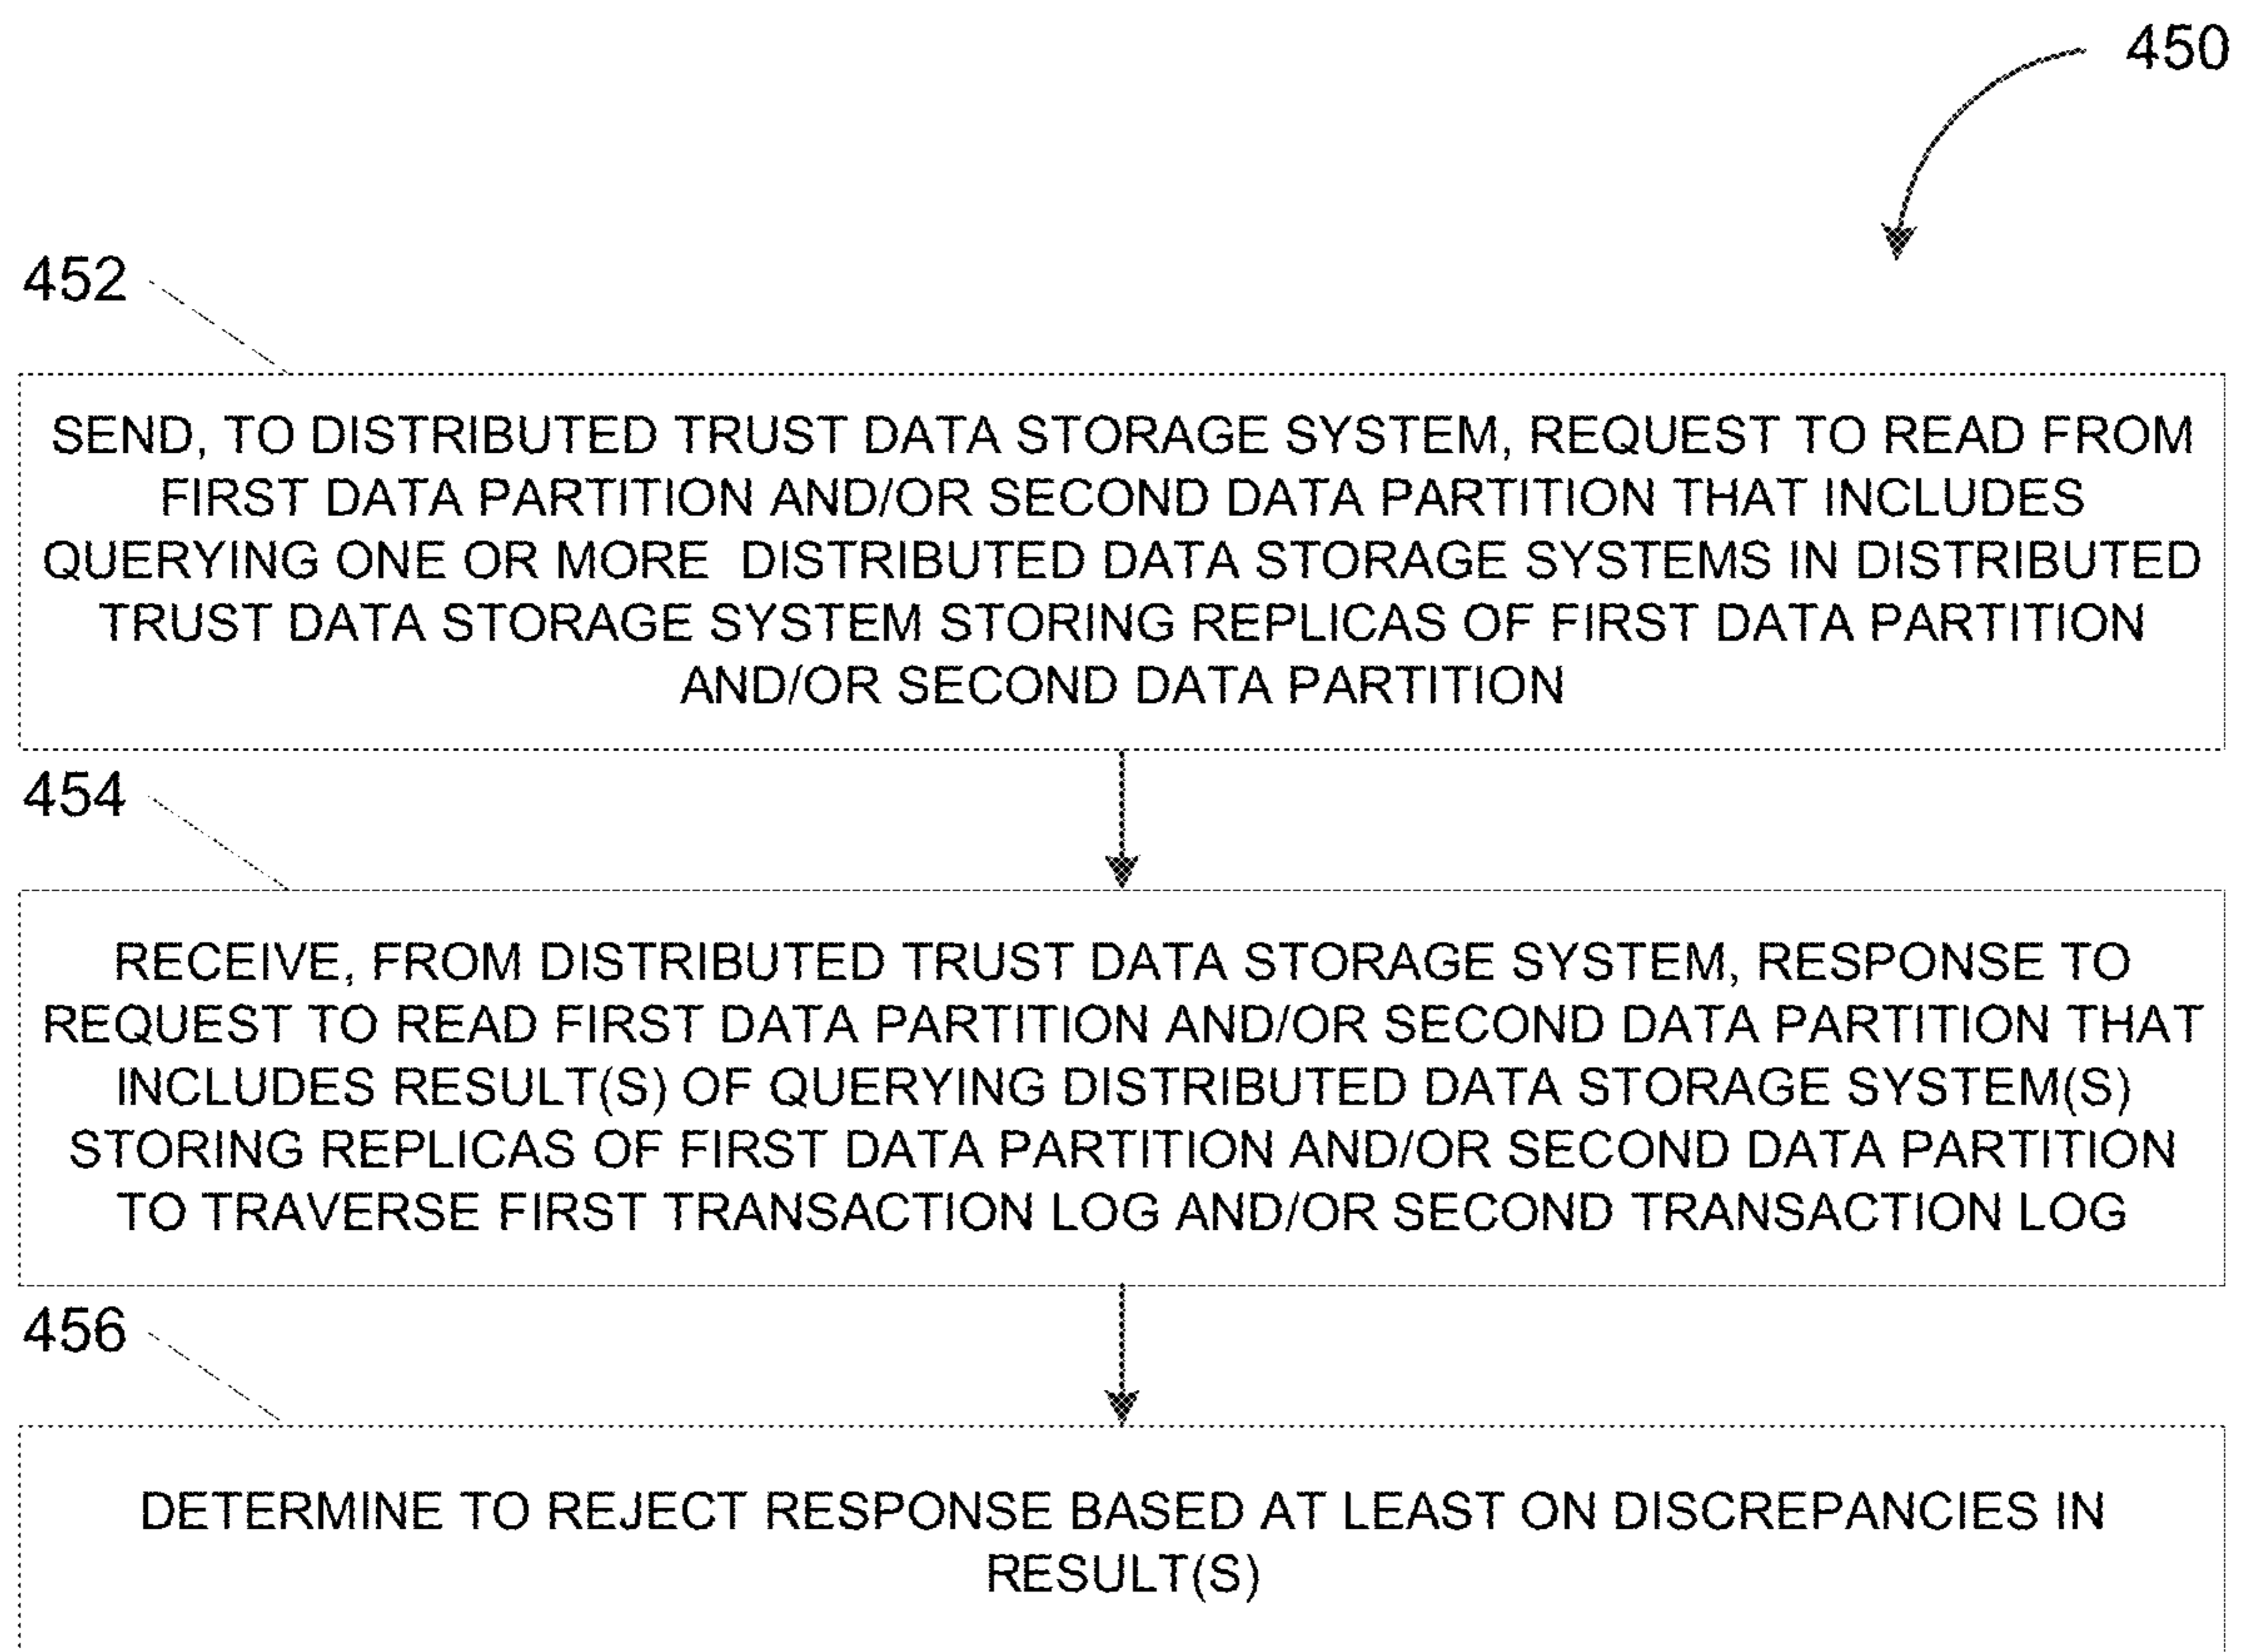 450
452
SEND, TO DISTRIBUTED TRUST DATA STORAGE SYSTEM, REQUEST TO READ FROM
FIRST DATA PARTITION AND/OR SECOND DATA PARTITION THAT INCLUDES
QUERYING ONE OR MORE DISTRIBUTED DATA STORAGE SYSTEMS IN DISTRIBUTED
TRUST DATA STORAGE SYSTEM STORING REPLICAS OF FIRST DATA PARTITION
AND/OR SECOND DATA PARTITION
454
RECEIVE, FROM DISTRIBUTED TRUST DATA STORAGE SYSTEM, RESPONSE TO
REQUEST TO READ FIRST DATA PARTITION AND/OR SECOND DATA PARTITION THAT
INCLUDES RESULT(S) OF QUERYING DISTRIBUTED DATA STORAGE SYSTEM(S)
STORING REPLICAS OF FIRST DATA PARTITION AND/OR SECOND DATA PARTITION
TO TRAVERSE FIRST TRANSACTION LOG AND/OR SECOND TRANSACTION LOG
456
DETERMINE TO REJECT RESPONSE BASED AT LEAST ON DISCREPANCIES IN
RESULT(S)